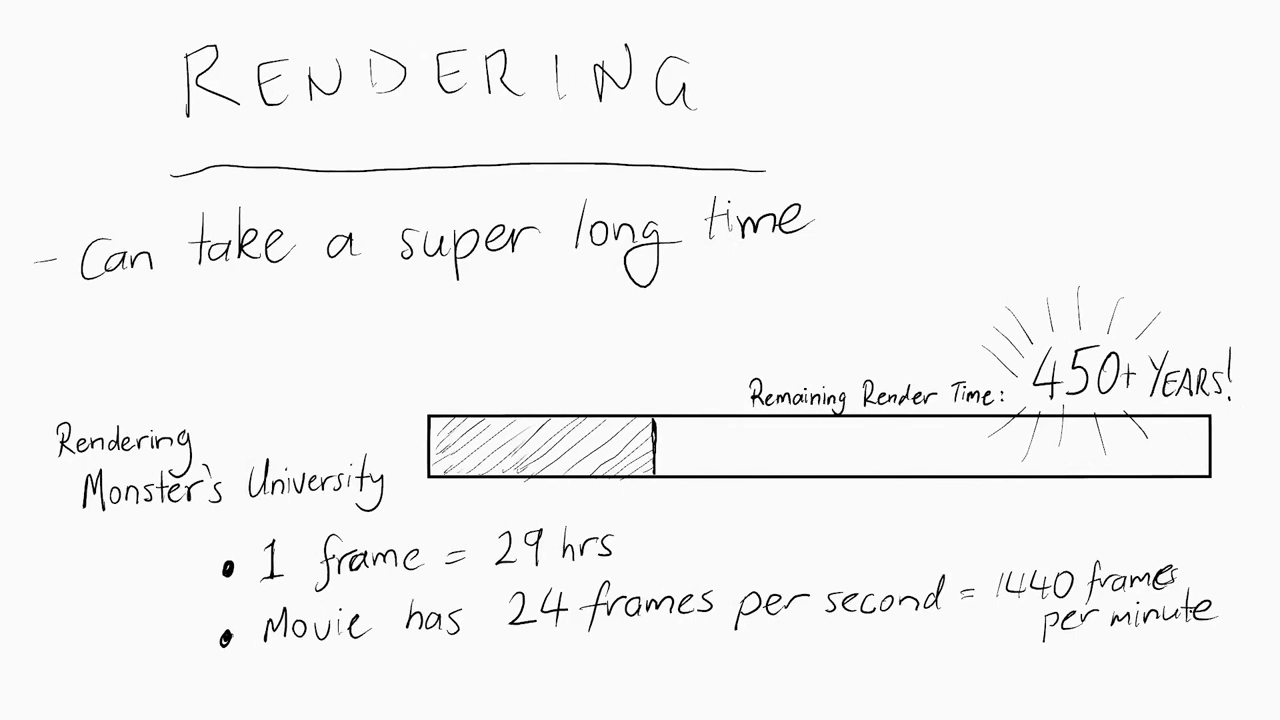 RENDERING
- Can take a super long time
Remaining Render Time: 450+ YEARS!
Rendering
Monster's University
• 1 frame = 29 hrs
• Movie has 24 frames per second = 1440 frames
per minute